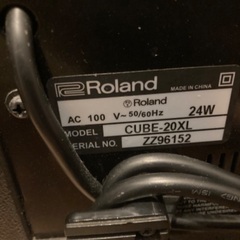 Roland
MADE IN CHINA
Roland
AC 100 V~50/60Hz 24W
MODEL CUBE-20XL
SERIAL NO. ZZ96152